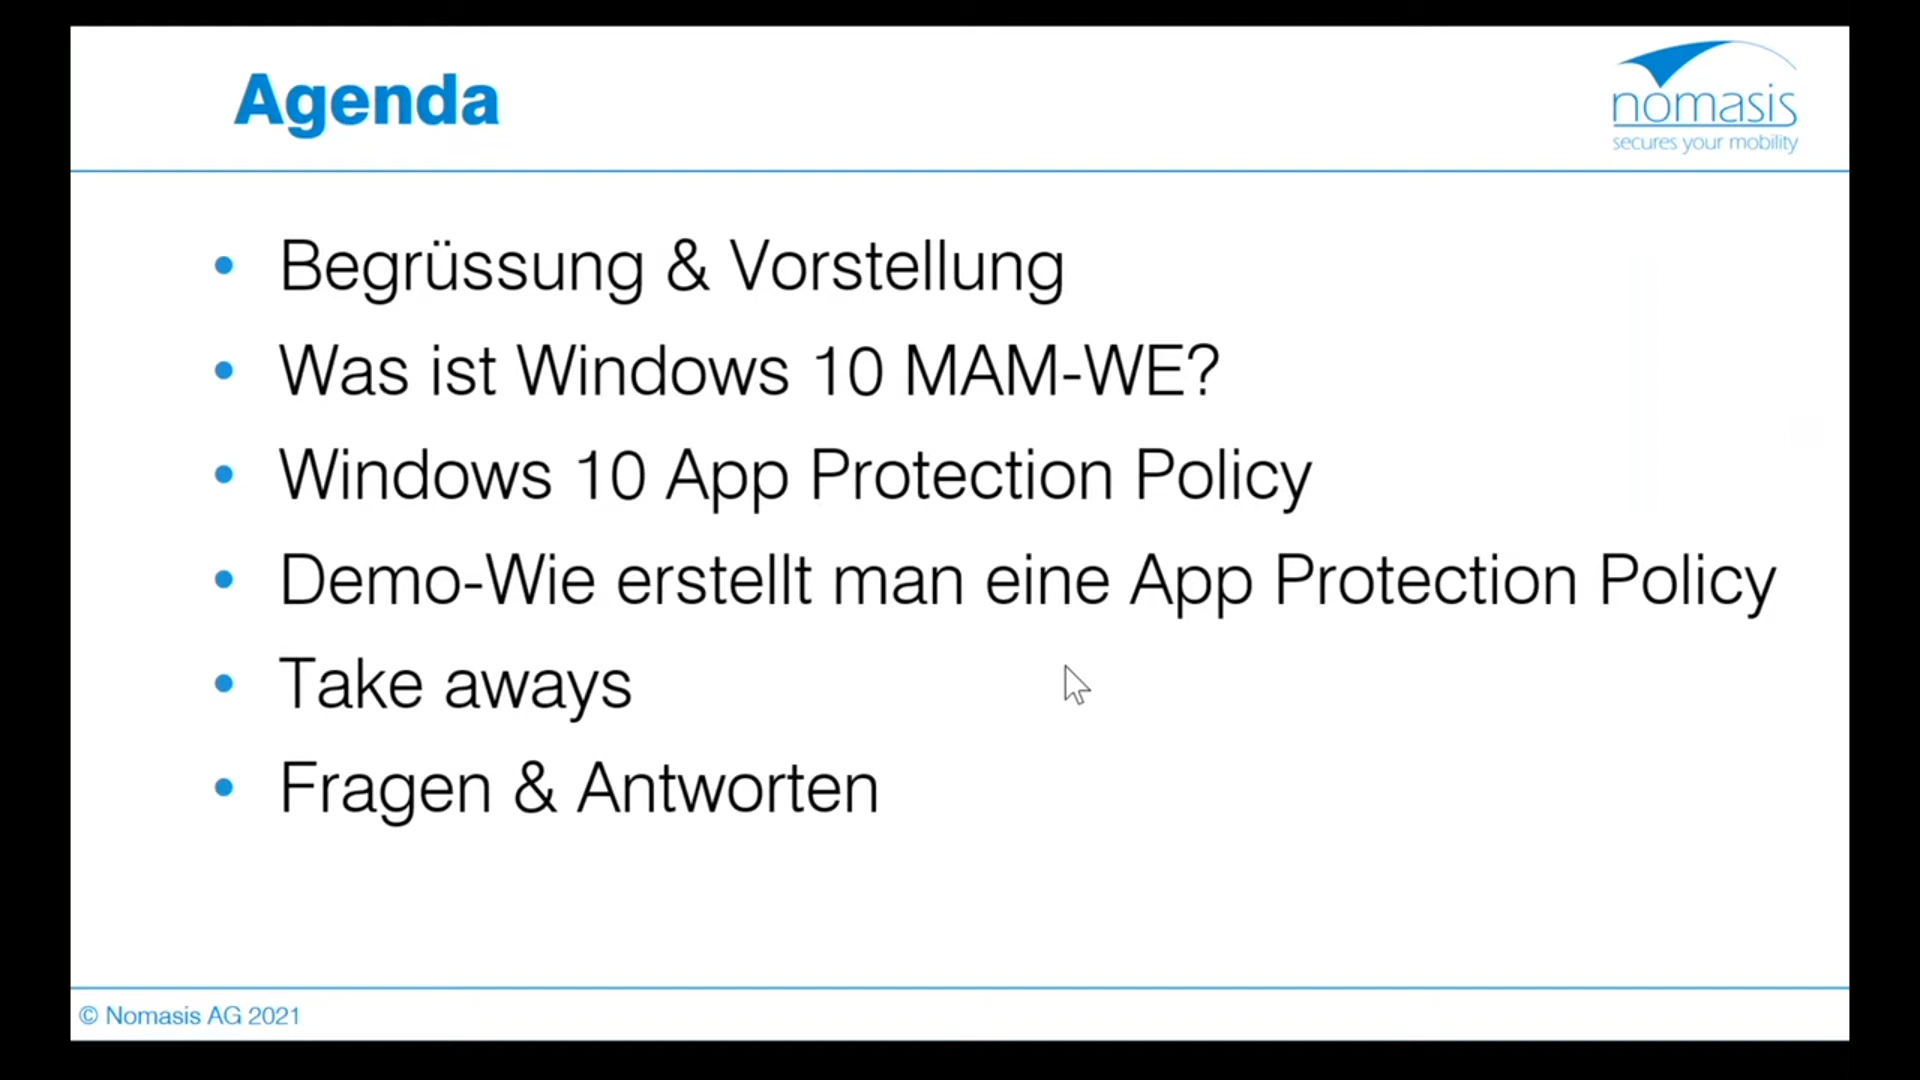 Agenda
nomasis
secures your mobility
• Begrüssung & Vorstellung
• Was ist Windows 10 MAM-WE?
• Windows 10 App Protection Policy
• Demo-Wie erstellt man eine App Protection Policy
• Take aways
• Fragen & Antworten
© Nomasis AG 2021